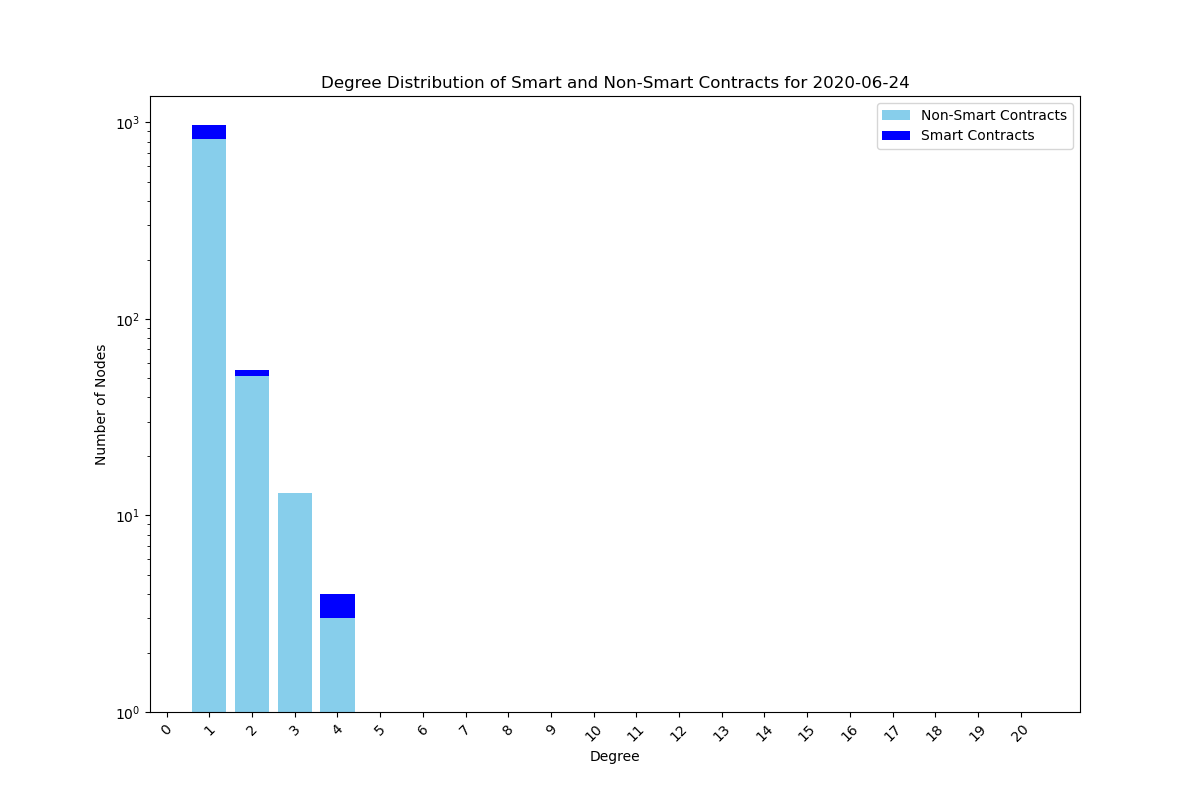 Degree Distribution of Smart and Non-Smart Contracts for 2020-06-24
Non-Smart Contracts
Smart Contracts
Number of Nodes
10³
10²
10¹
10⁰
0 1 2 3 4 5 6 7 8 9 10 11 12 13 14 15 16 17 18 19 20
Degree